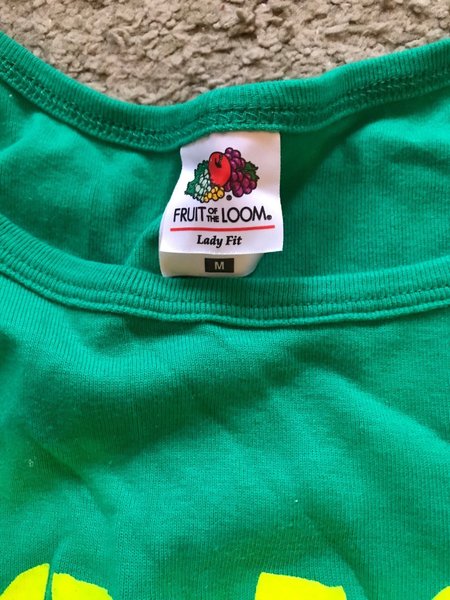 FRUIT OF THE LOOM®
Lady Fit
M